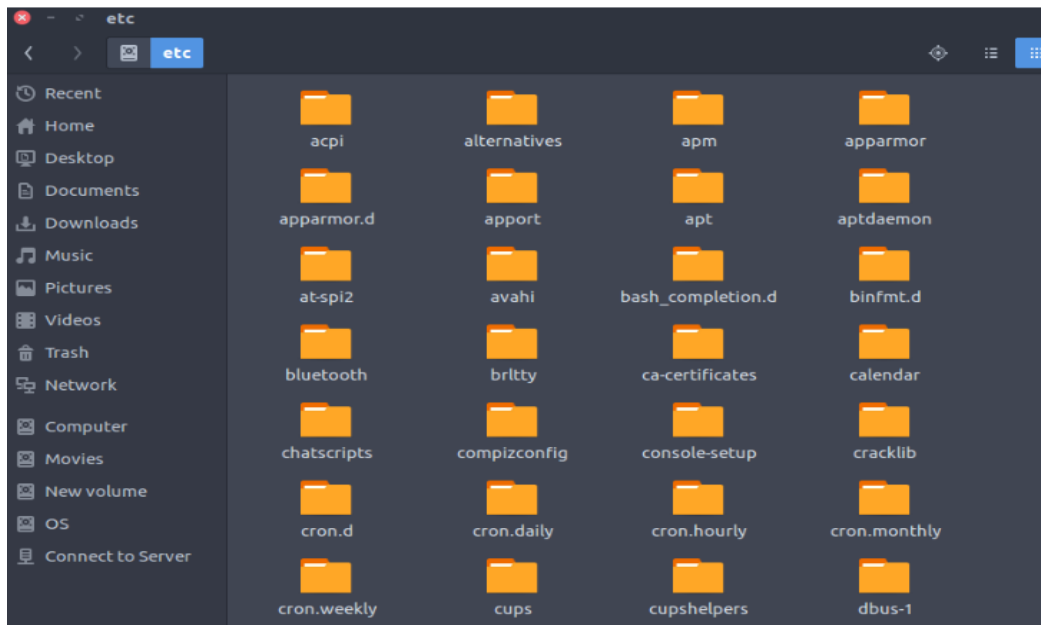 etc
etc
Recent
Home
Desktop
Documents
Downloads
Music
Pictures
Videos
Trash
Network
Computer
Movies
New volume
OS
Connect to Server
acpi alternatives apm apparmor
apparmor.d apport apt aptdaemon
at-spi2 avahi bash_completion.d binfmt.d
bluetooth brltty ca-certificates calendar
chatscripts compizconfig console-setup cracklib
cron.d cron.daily cron.hourly cron.monthly
cron.weekly cups cupshelpers dbus-1